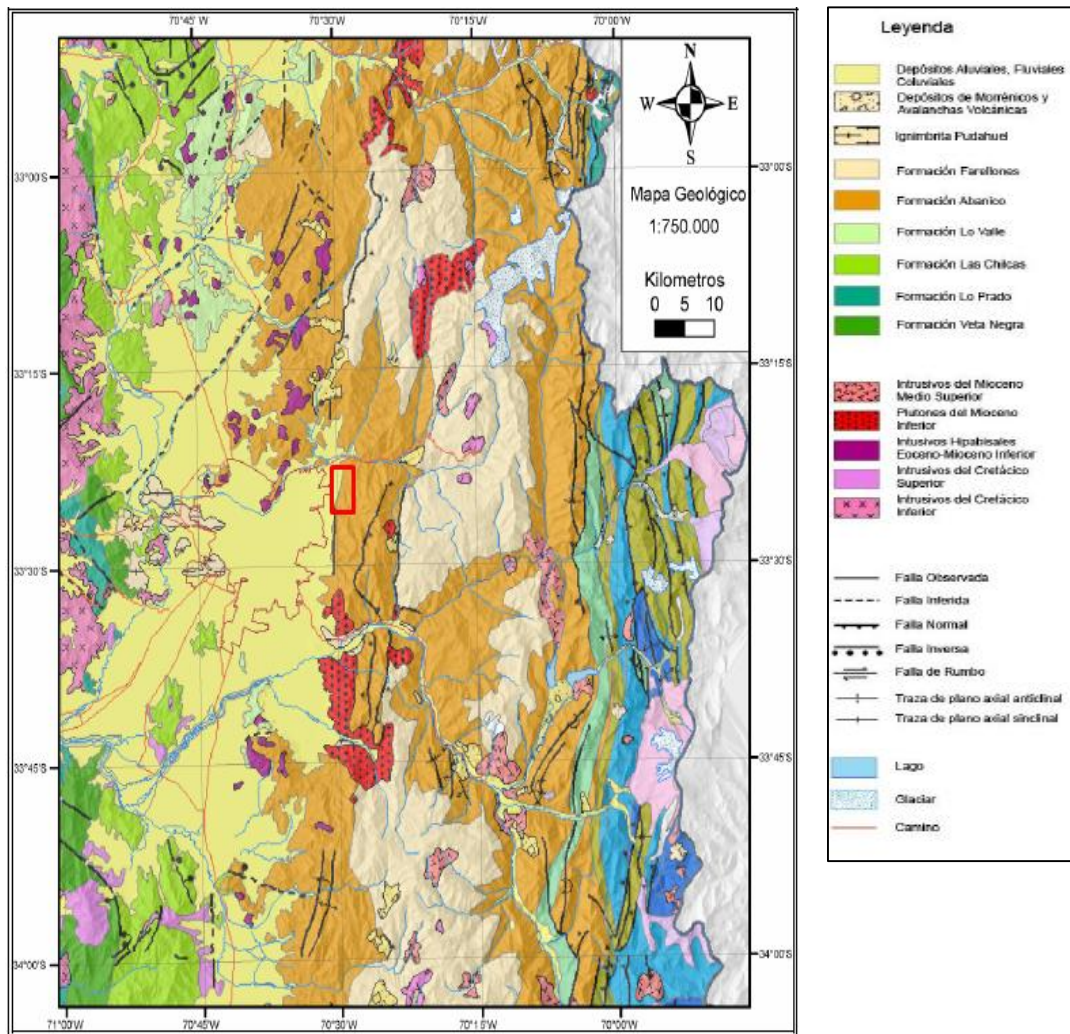 70°45'W 70°30'W 70°15'W 70°00'W
N
W E
S
Mapa Geológico
1:750.000
Kilometros
0 5 10
33°00'S 33°00'S
33°15'S 33°15'S
33°30'S 33°30'S
33°45'S 33°45'S
34°00'S 34°00'S
71°00'W 70°45'W 70°30'W 70°15'W 70°00'W
Leyenda
Depósitos Aluviales, Fluviales
Coluviales
Depósitos de Morrénicos y
Avalanchas Volcánicas
Ignimbrita Pudahuel
Formación Farellones
Formación Abanico
Formación Lo Valle
Formación Las Chilcas
Formación Lo Prado
Formación Veta Negra
Intrusivos del Mioceno
Medio Superior
Plutones del Mioceno
Inferior
Intusivos Hipabisales
Eoceno-Mioceno Inferior
Intrusivos del Cretácico
Superior
Intrusivos del Cretácico
Inferior
Falla Observada
Falla Inferida
Falla Normal
Falla Inversa
Falla de Rumbo
Traza de plano axial anticlinal
Traza de plano axial sinclinal
Lago
Glaciar
Camino